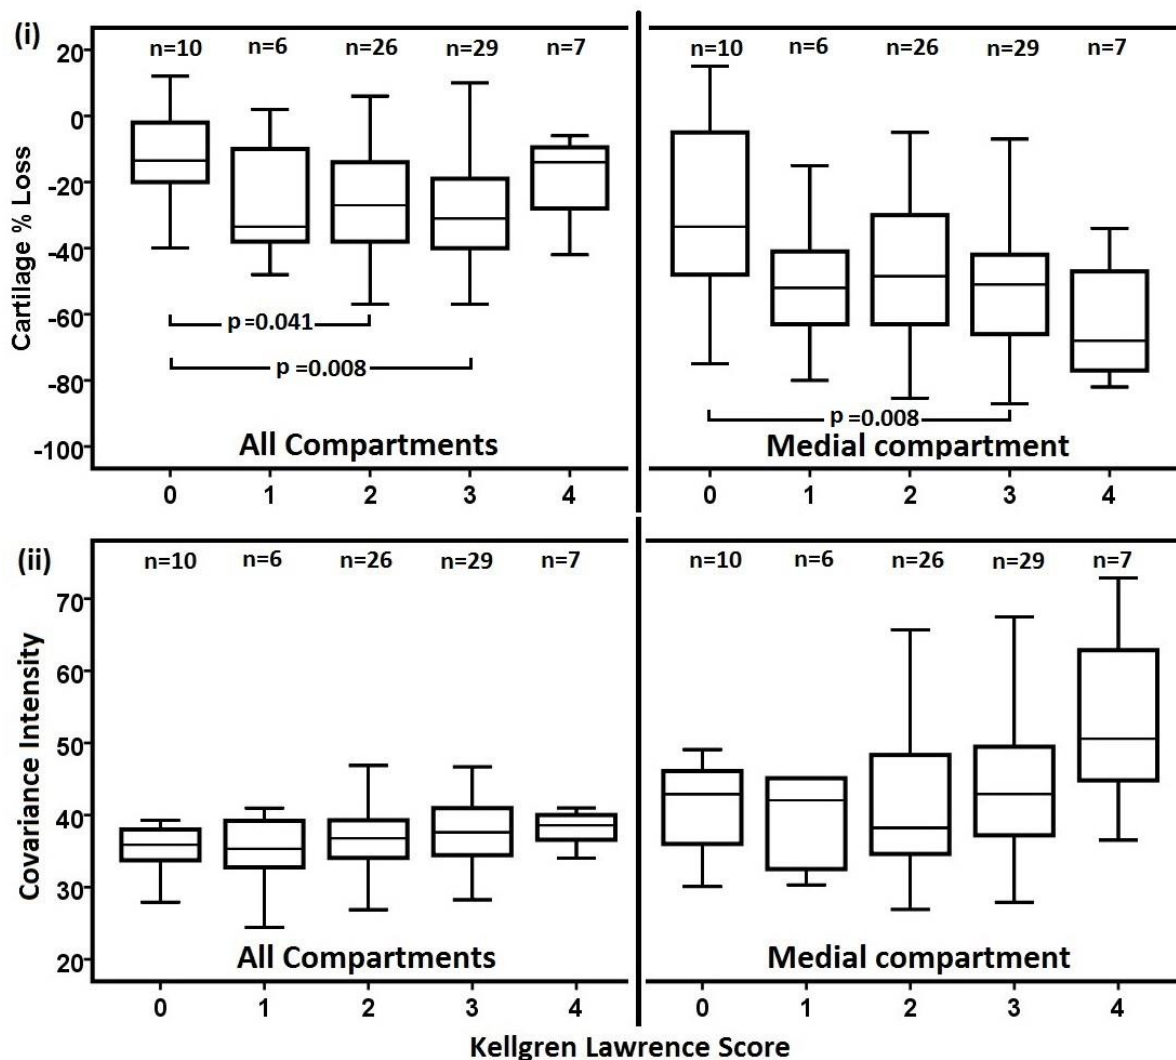 (i)
n=10 n=6 n=26 n=29 n=7
n=10 n=6 n=26 n=29 n=7
Cartilage % Loss
20
0
-20
-40
-60
-80
-100
p =0.041
p =0.008
p =0.008
All Compartments
Medial compartment
0 1 2 3 4
0 1 2 3 4
(ii)
n=10 n=6 n=26 n=29 n=7
n=10 n=6 n=26 n=29 n=7
Covariance Intensity
70
60
50
40
30
20
All Compartments
Medial compartment
0 1 2 3 4
0 1 2 3 4
Kellgren Lawrence Score